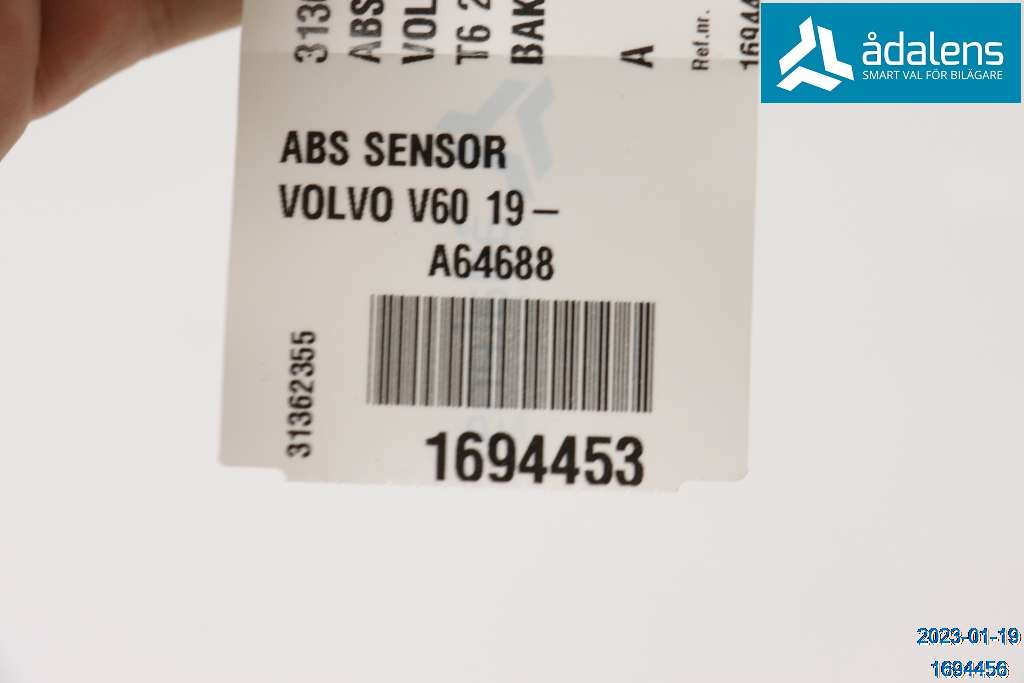 3136
ABS
VOL
T6 2
BAK
A
Ref.nr.
1694
ådalens
SMART VAL FÖR BILÄGARE
ABS SENSOR
VOLVO V60 19–
A64688
31362355
1694453
2023-01-19
1694456